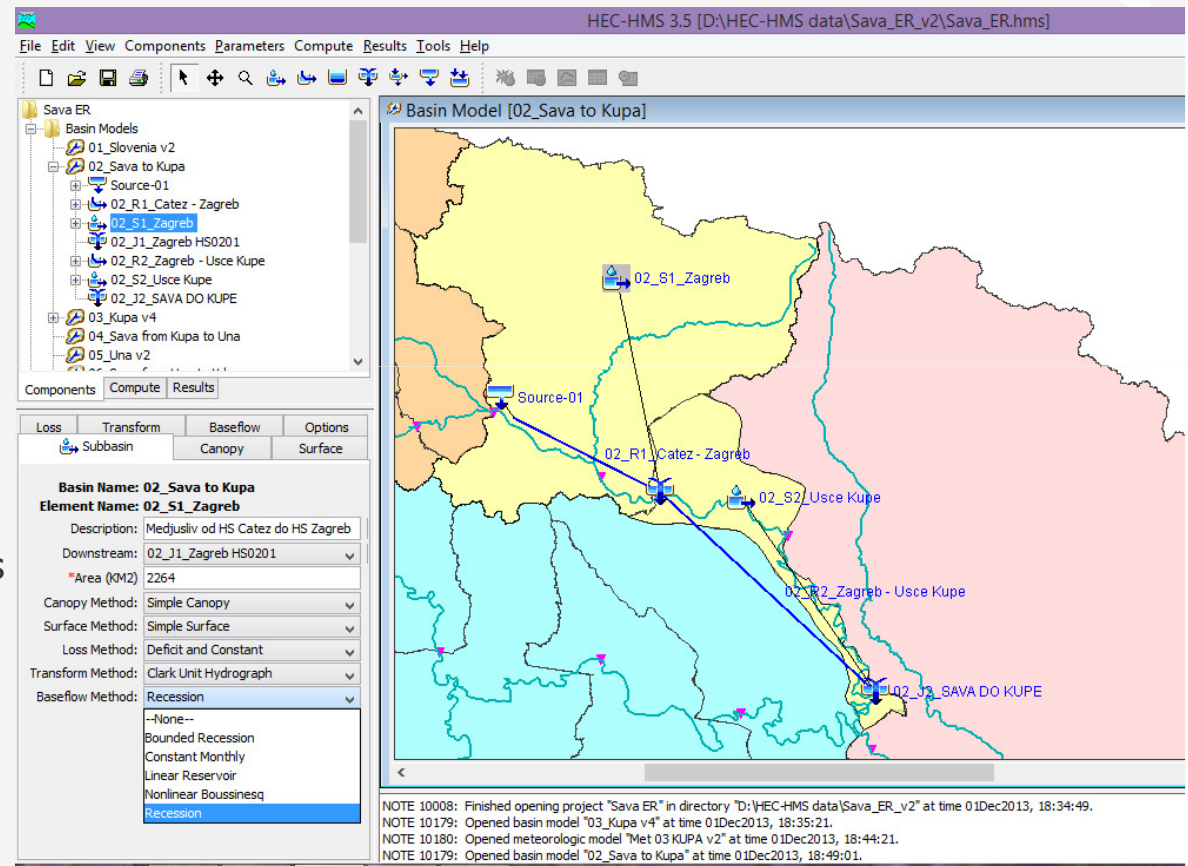 HEC-HMS 3.5 [D:\HEC-HMS data\Sava_ER_v2\Sava_ER.hms]
File Edit View Components Parameters Compute Results Tools Help
Sava ER
Basin Models
01_Slovenia v2
02_Sava to Kupa
Source-01
02_R1_Catez - Zagreb
02_S1_Zagreb
02_J1_Zagreb HS0201
02_R2_Zagreb - Usce Kupe
02_S2_Usce Kupe
02_J2_SAVA DO KUPE
03_Kupa v4
04_Sava from Kupa to Una
05_Una v2
Components Compute Results
Loss Transform Baseflow Options
Subbasin Canopy Surface
Basin Name: 02_Sava to Kupa
Element Name: 02_S1_Zagreb
Description: Medjusliv od HS Catez do HS Zagreb
Downstream: 02_J1_Zagreb HS0201
*Area (KM2) 2264
Canopy Method: Simple Canopy
Surface Method: Simple Surface
Loss Method: Deficit and Constant
Transform Method: Clark Unit Hydrograph
Baseflow Method: Recession
--None--
Bounded Recession
Constant Monthly
Linear Reservoir
Nonlinear Boussinesq
Recession
s
Basin Model [02_Sava to Kupa]
02_S1_Zagreb
Source-01
02_R1_Catez - Zagreb
02_S2_Usce Kupe
02_R2_Zagreb - Usce Kupe
02_J2_SAVA DO KUPE
NOTE 10008: Finished opening project "Sava ER" in directory "D:\HEC-HMS data\Sava_ER_v2" at time 01Dec2013, 18:34:49.
NOTE 10179: Opened basin model "03_Kupa v4" at time 01Dec2013, 18:35:21.
NOTE 10180: Opened meteorologic model "Met 03 KUPA v2" at time 01Dec2013, 18:44:21.
NOTE 10179: Opened basin model "02_Sava to Kupa" at time 01Dec2013, 18:49:01.